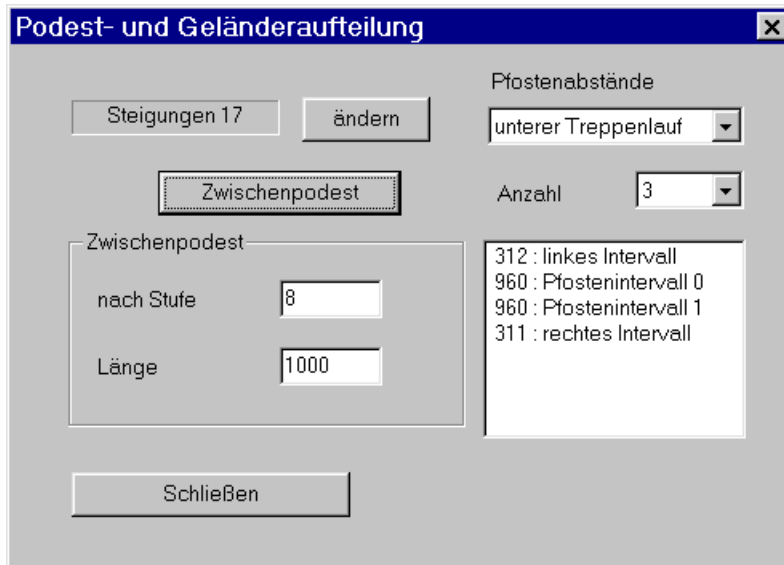 Podest- und Geländeraufteilung
Pfostenabstände
Steigungen 17
ändern
unterer Treppenlauf
Zwischenpodest
Anzahl
3
Zwischenpodest
nach Stufe
8
Länge
1000
312 : linkes Intervall
960 : Pfostenintervall 0
960 : Pfostenintervall 1
311 : rechtes Intervall
Schließen